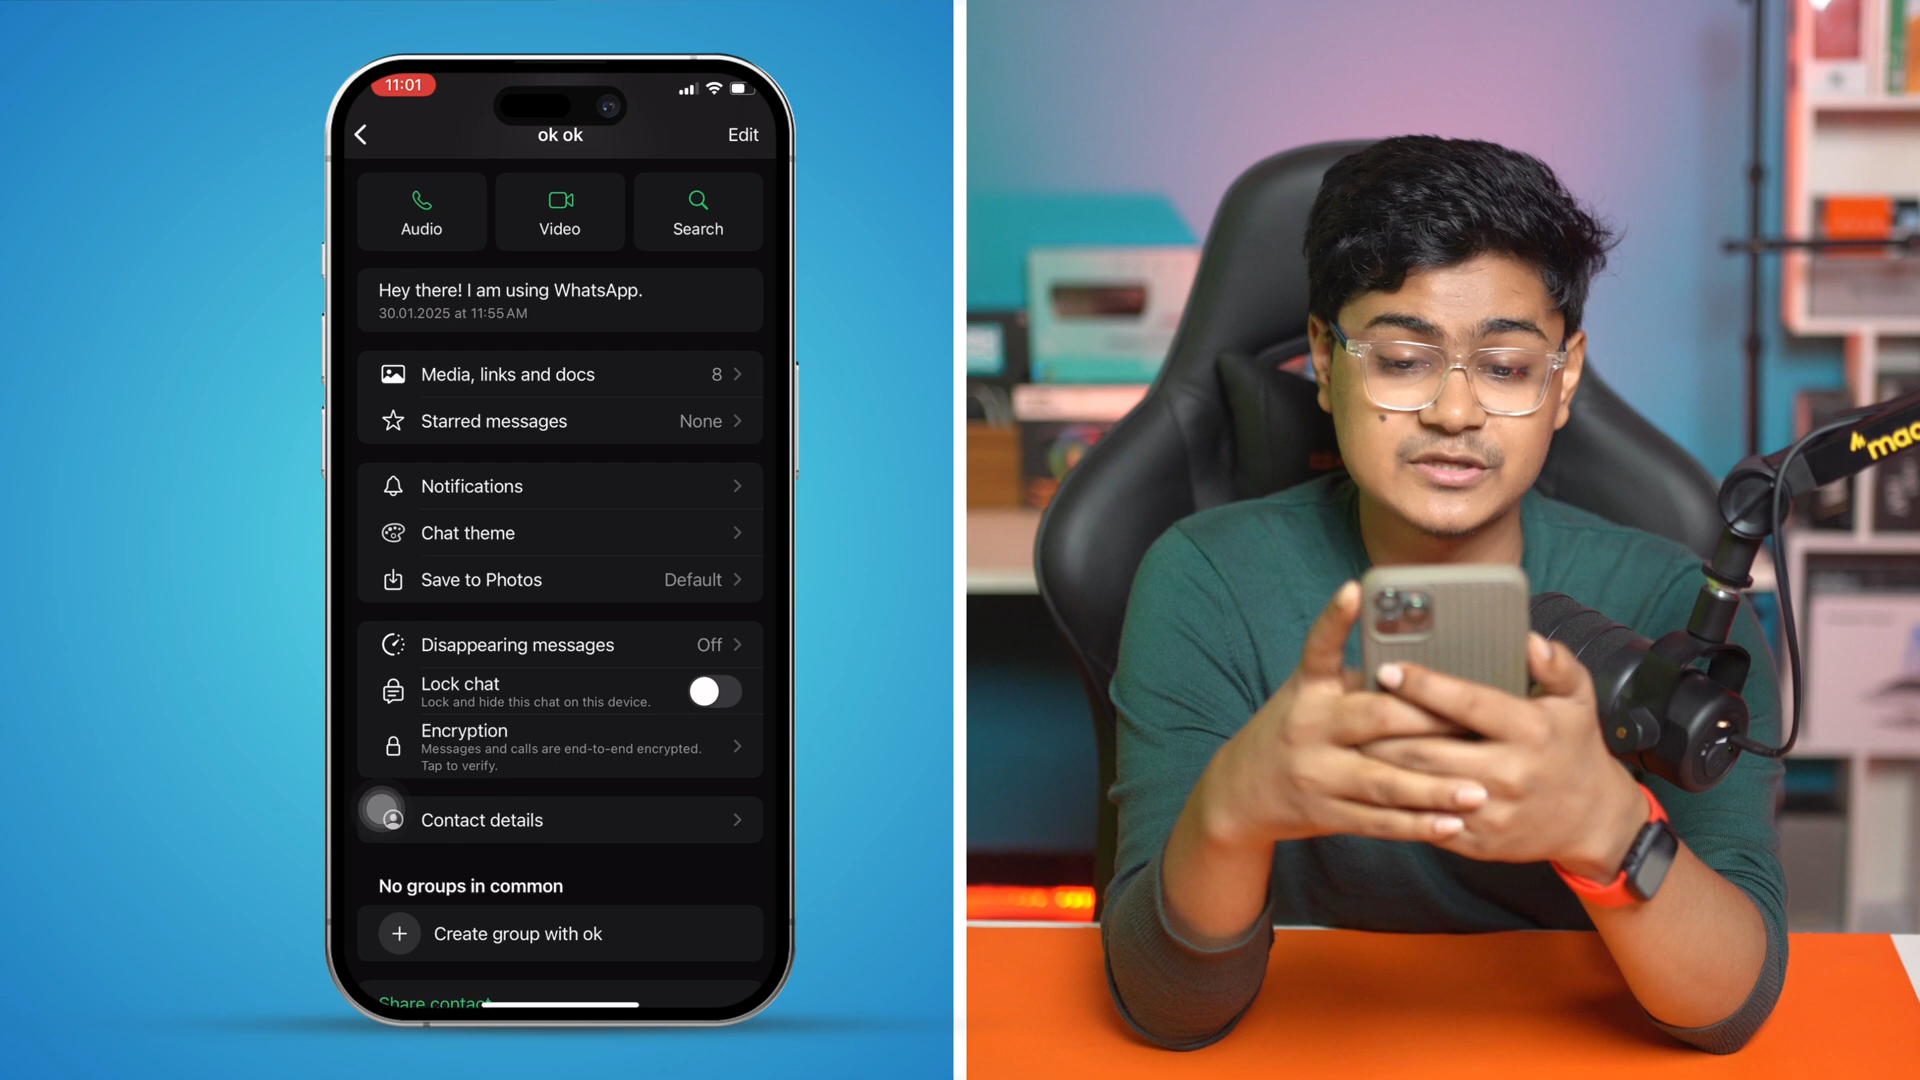 11:01
ok ok
Edit
Audio
Video
Search
Hey there! I am using WhatsApp.
30.01.2025 at 11:55 AM
Media, links and docs
8
Starred messages
None
Notifications
Chat theme
Save to Photos
Default
Disappearing messages
Off
Lock chat
Lock and hide this chat on this device.
Encryption
Messages and calls are end-to-end encrypted.
Tap to verify.
Contact details
No groups in common
Create group with ok
Share contact